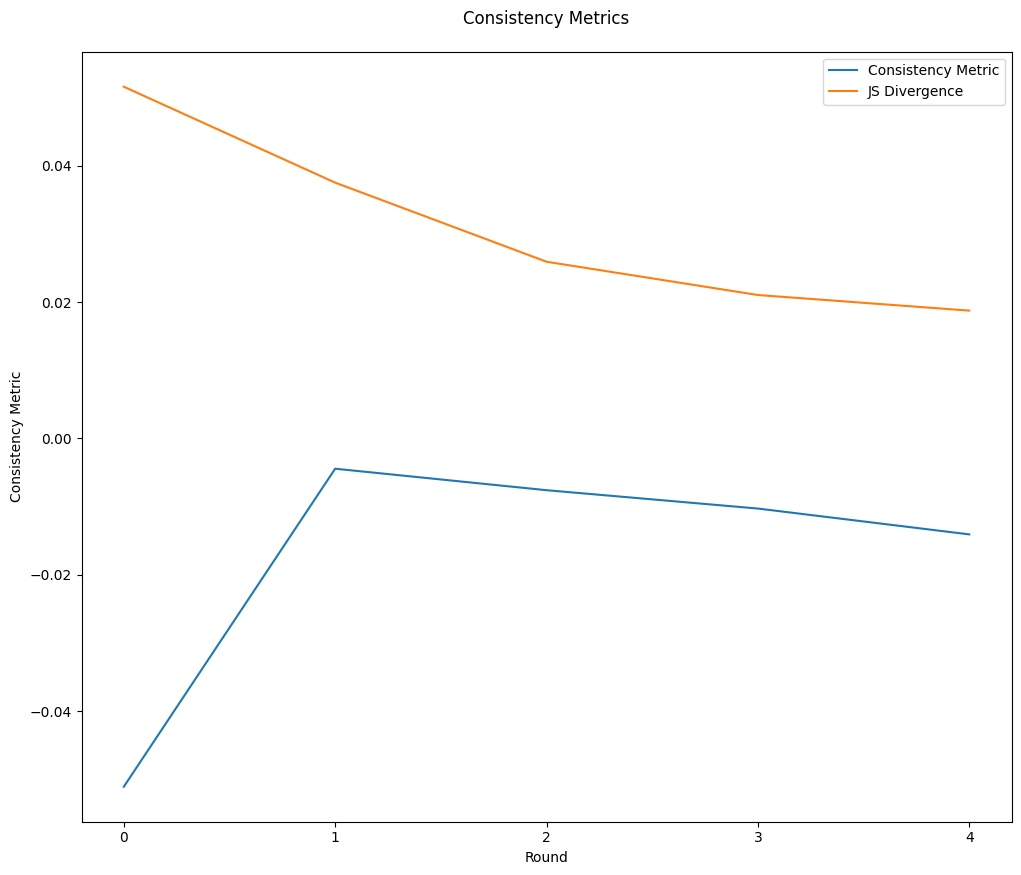 Consistency Metrics
Consistency Metric
JS Divergence
0.04
0.02
0.00
−0.02
−0.04
Consistency Metric
0 1 2 3 4
Round